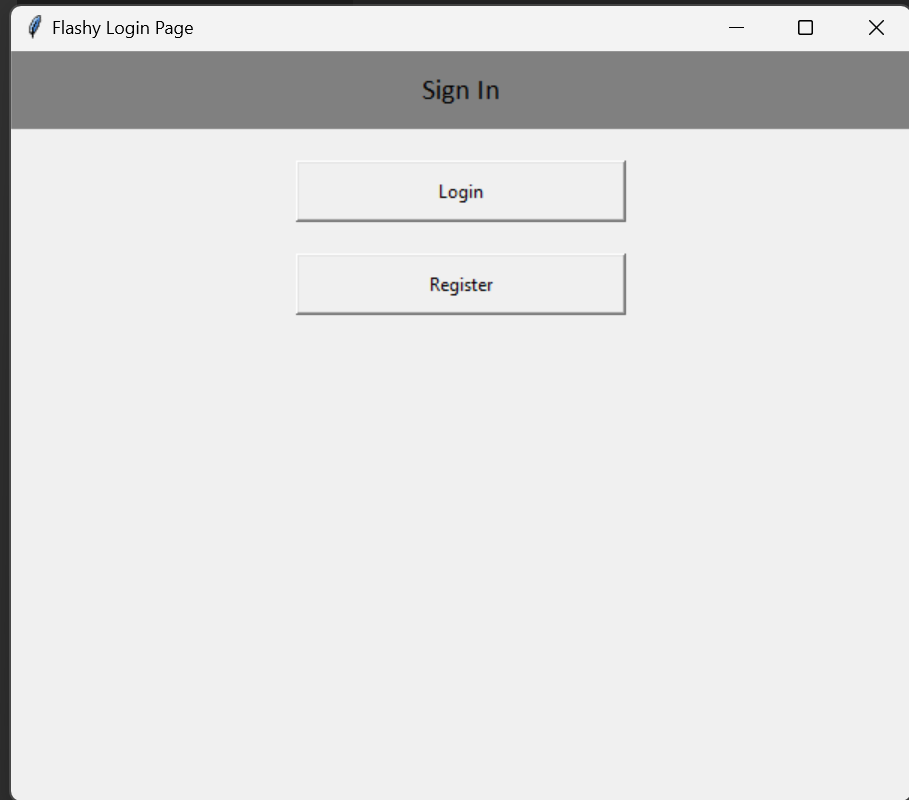 Flashy Login Page
Sign In
Login
Register